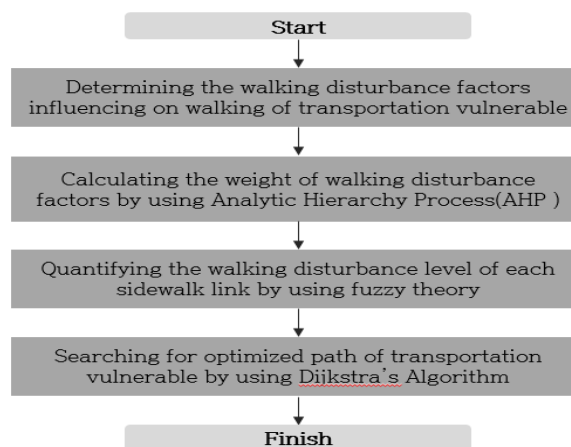 Start
Determining the walking disturbance factors
influencing on walking of transportation vulnerable
Calculating the weight of walking disturbance
factors by using Analytic Hierarchy Process(AHP )
Quantifying the walking disturbance level of each
sidewalk link by using fuzzy theory
Searching for optimized path of transportation
vulnerable by using Dijkstra's Algorithm
Finish